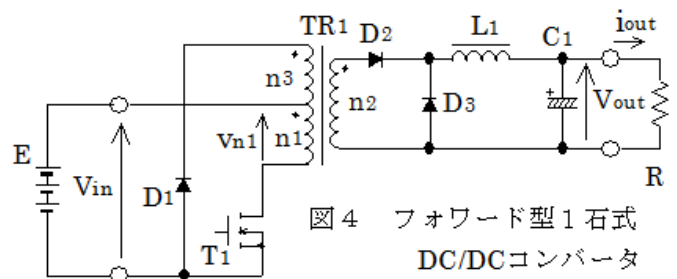 TR1
D2
L1
C1
iout
n3
n2
D3
Vout
E
Vin
vn1
n1
D1
T1
R
図4 フォワード型1石式
DC/DCコンバータ